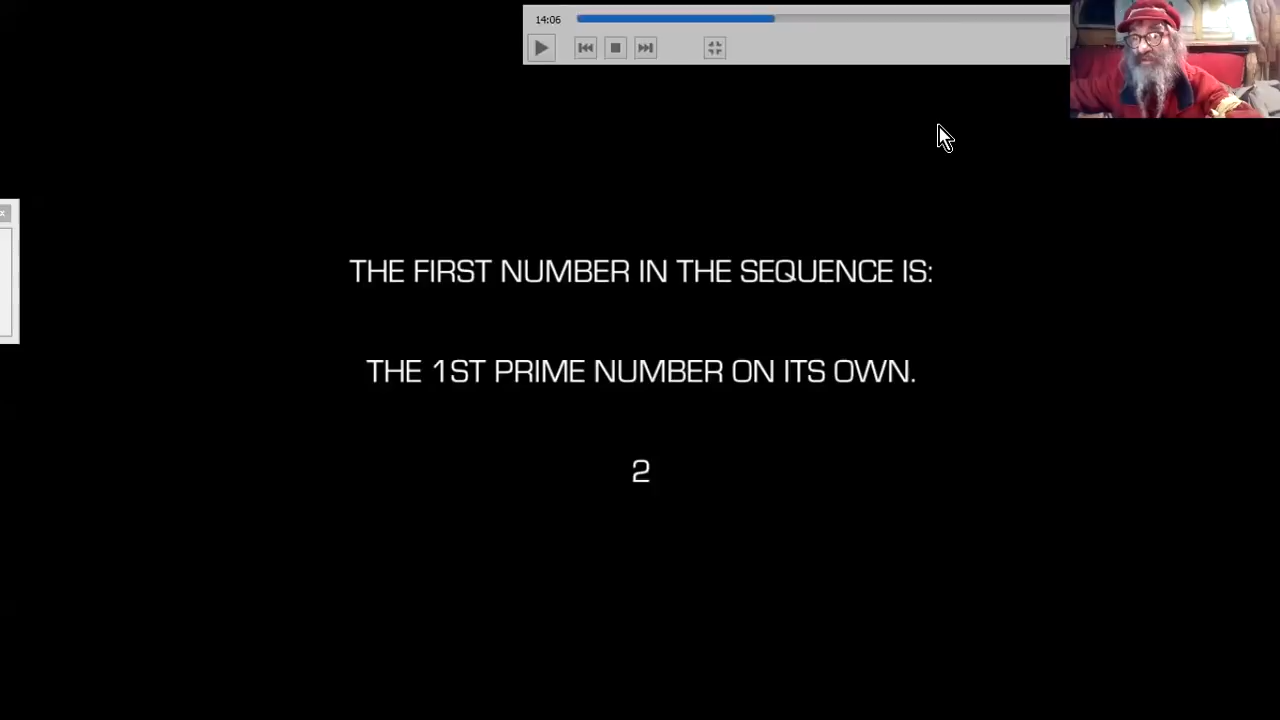 14:06
x
THE FIRST NUMBER IN THE SEQUENCE IS:
THE 1ST PRIME NUMBER ON ITS OWN.
2